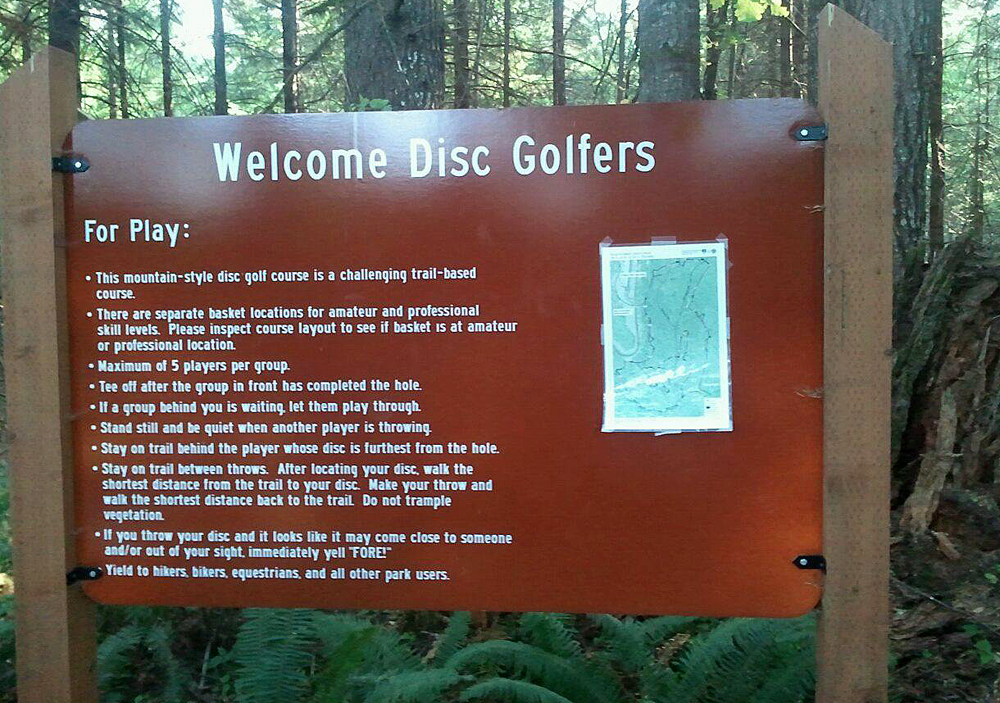 Welcome Disc Golfers
For Play:
• This mountain-style disc golf course is a challenging trail-based
course.
• There are separate basket locations for amateur and professional
skill levels. Please inspect course layout to see if basket is at amateur
or professional location.
• Maximum of 5 players per group.
• Tee off after the group in front has completed the hole.
• If a group behind you is waiting, let them play through.
• Stand still and be quiet when another player is throwing.
• Stay on trail behind the player whose disc is furthest from the hole.
• Stay on trail between throws. After locating your disc, walk the
shortest distance from the trail to your disc. Make your throw and
walk the shortest distance back to the trail. Do not trample
vegetation.
• If you throw your disc and it looks like it may come close to someone
and/or out of your sight, immediately yell "FORE!"
• Yield to hikers, bikers, equestrians, and all other park users.